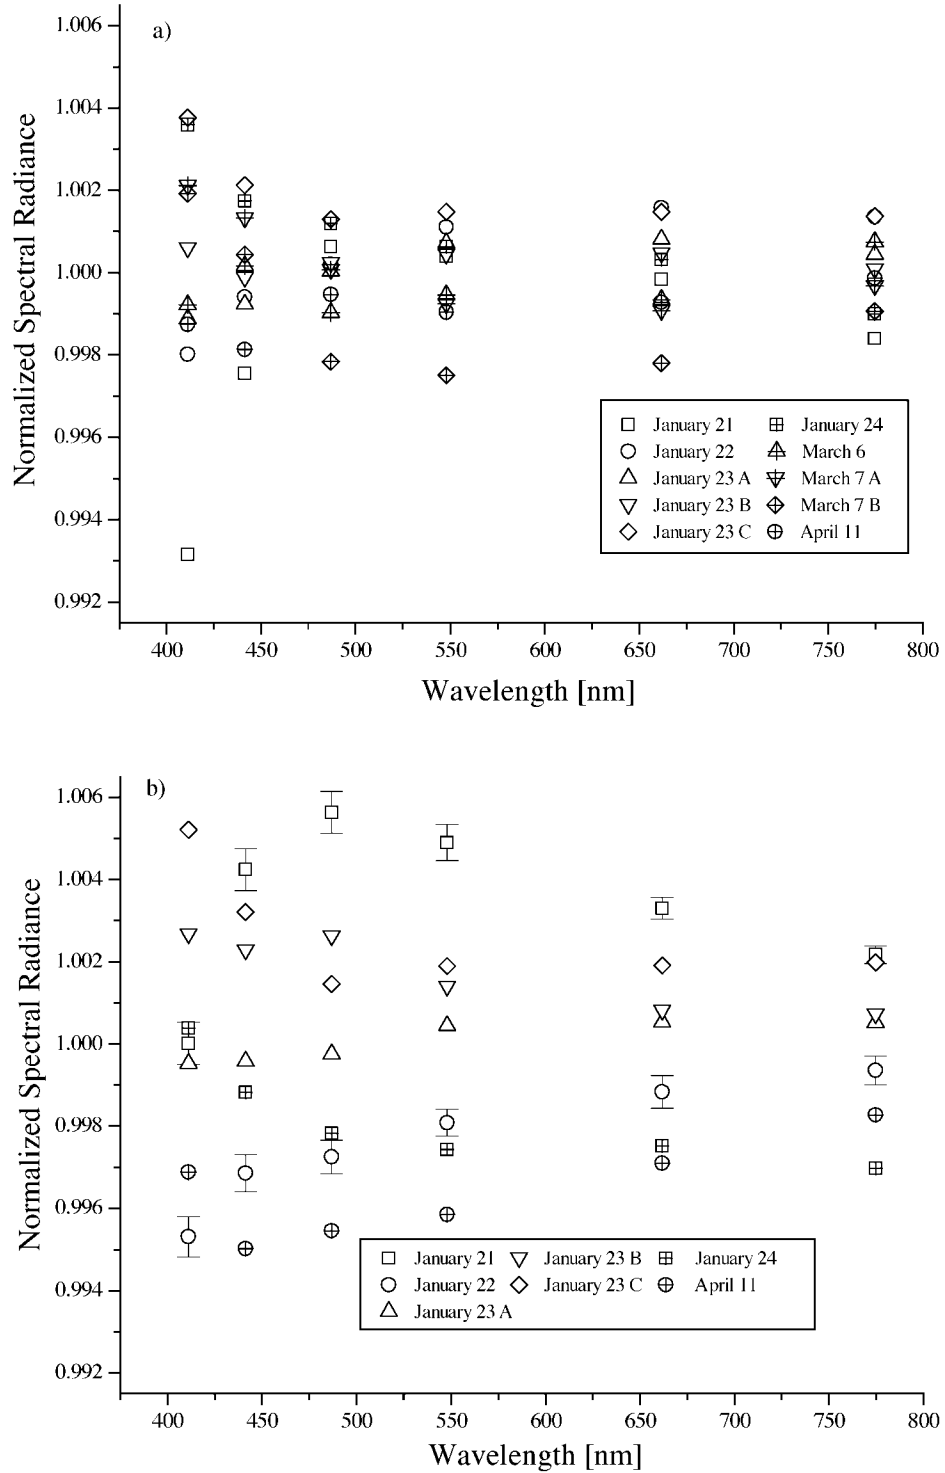 a)
1.006
1.004
1.002
1.000
0.998
0.996
0.994
0.992
Normalized Spectral Radiance
January 21 January 24
January 22 March 6
January 23 A March 7 A
January 23 B March 7 B
January 23 C April 11
400 450 500 550 600 650 700 750 800
Wavelength [nm]
b)
1.006
1.004
1.002
1.000
0.998
0.996
0.994
0.992
Normalized Spectral Radiance
January 21 January 23 B January 24
January 22 January 23 C April 11
January 23 A
400 450 500 550 600 650 700 750 800
Wavelength [nm]